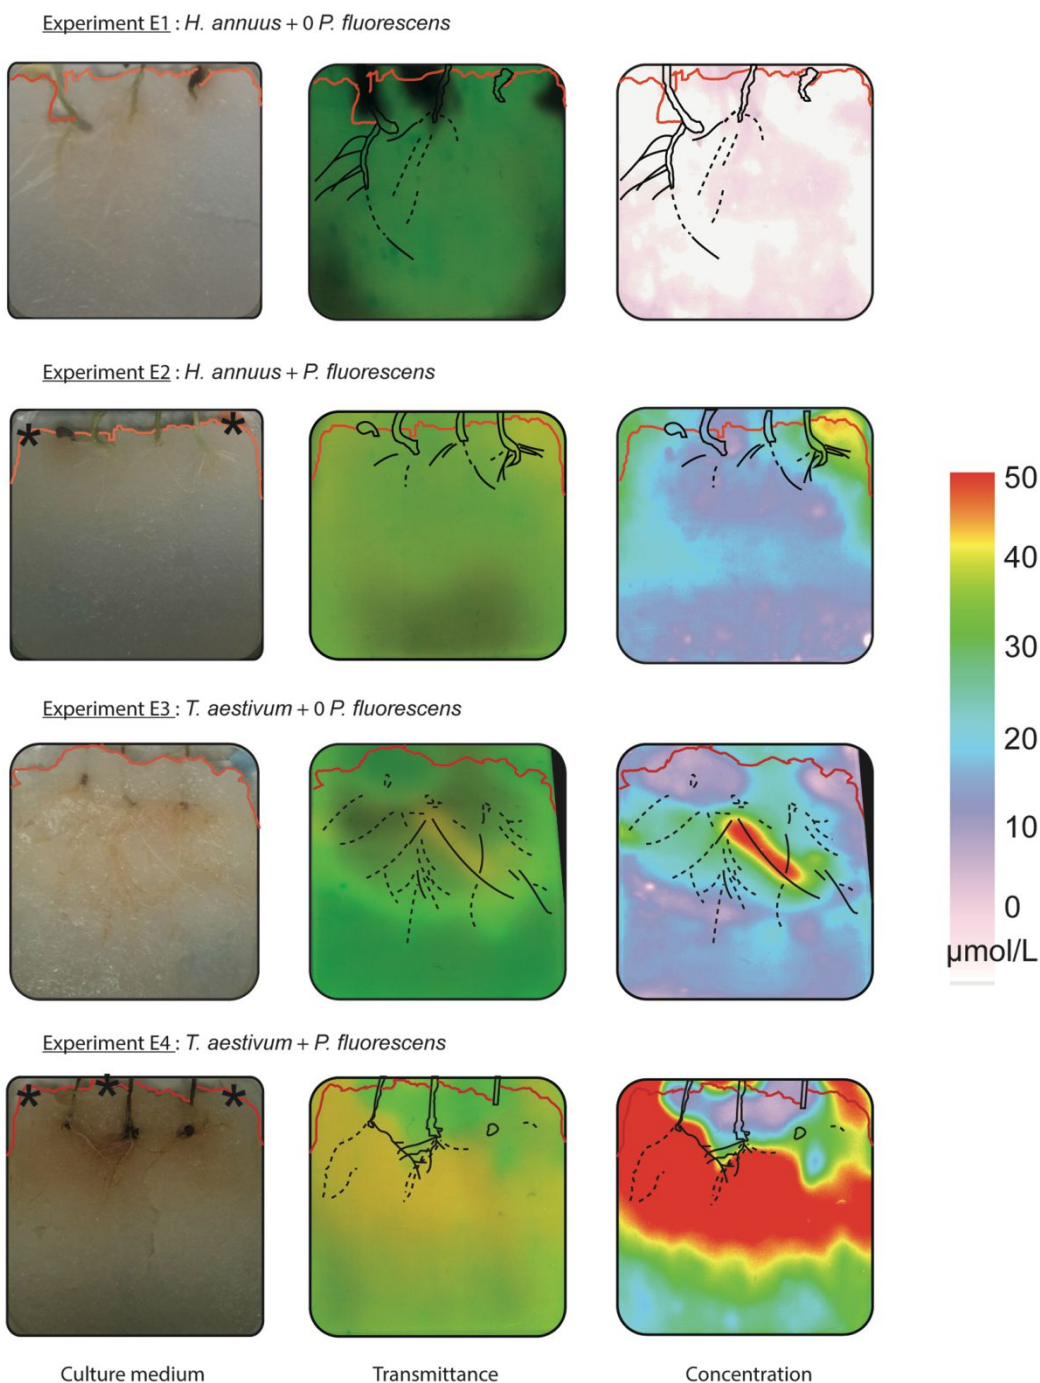 Experiment E1 : H. annuus + 0 P. fluorescens
Experiment E2 : H. annuus + P. fluorescens
* *
50
40
30
20
10
0
µmol/L
Experiment E3 : T. aestivum + 0 P. fluorescens
Experiment E4 : T. aestivum + P. fluorescens
* * *
Culture medium Transmittance Concentration